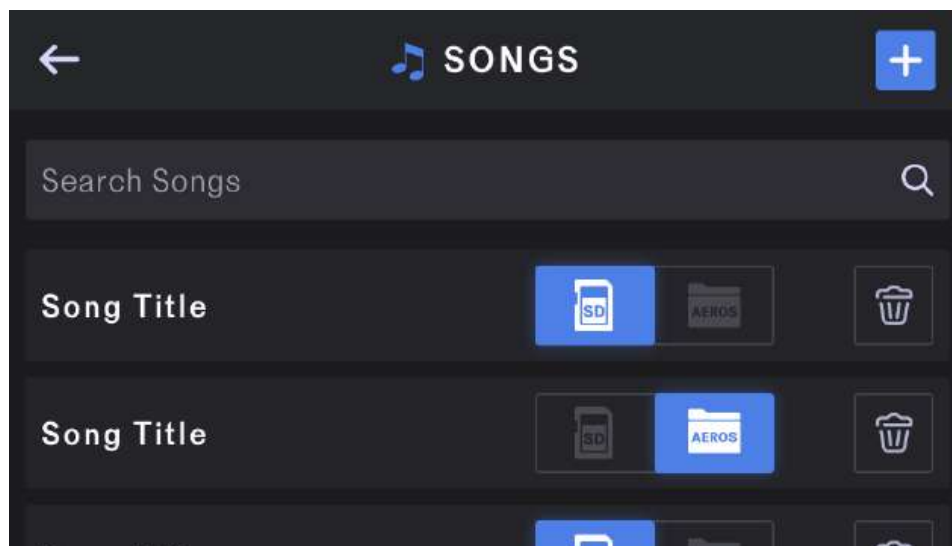 SONGS
Search Songs
Song Title
SD
AEROS
Song Title
SD
AEROS